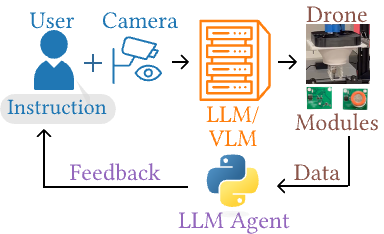 User
Camera
Drone
Instruction
LLM/
VLM
Modules
Feedback
Data
LLM Agent